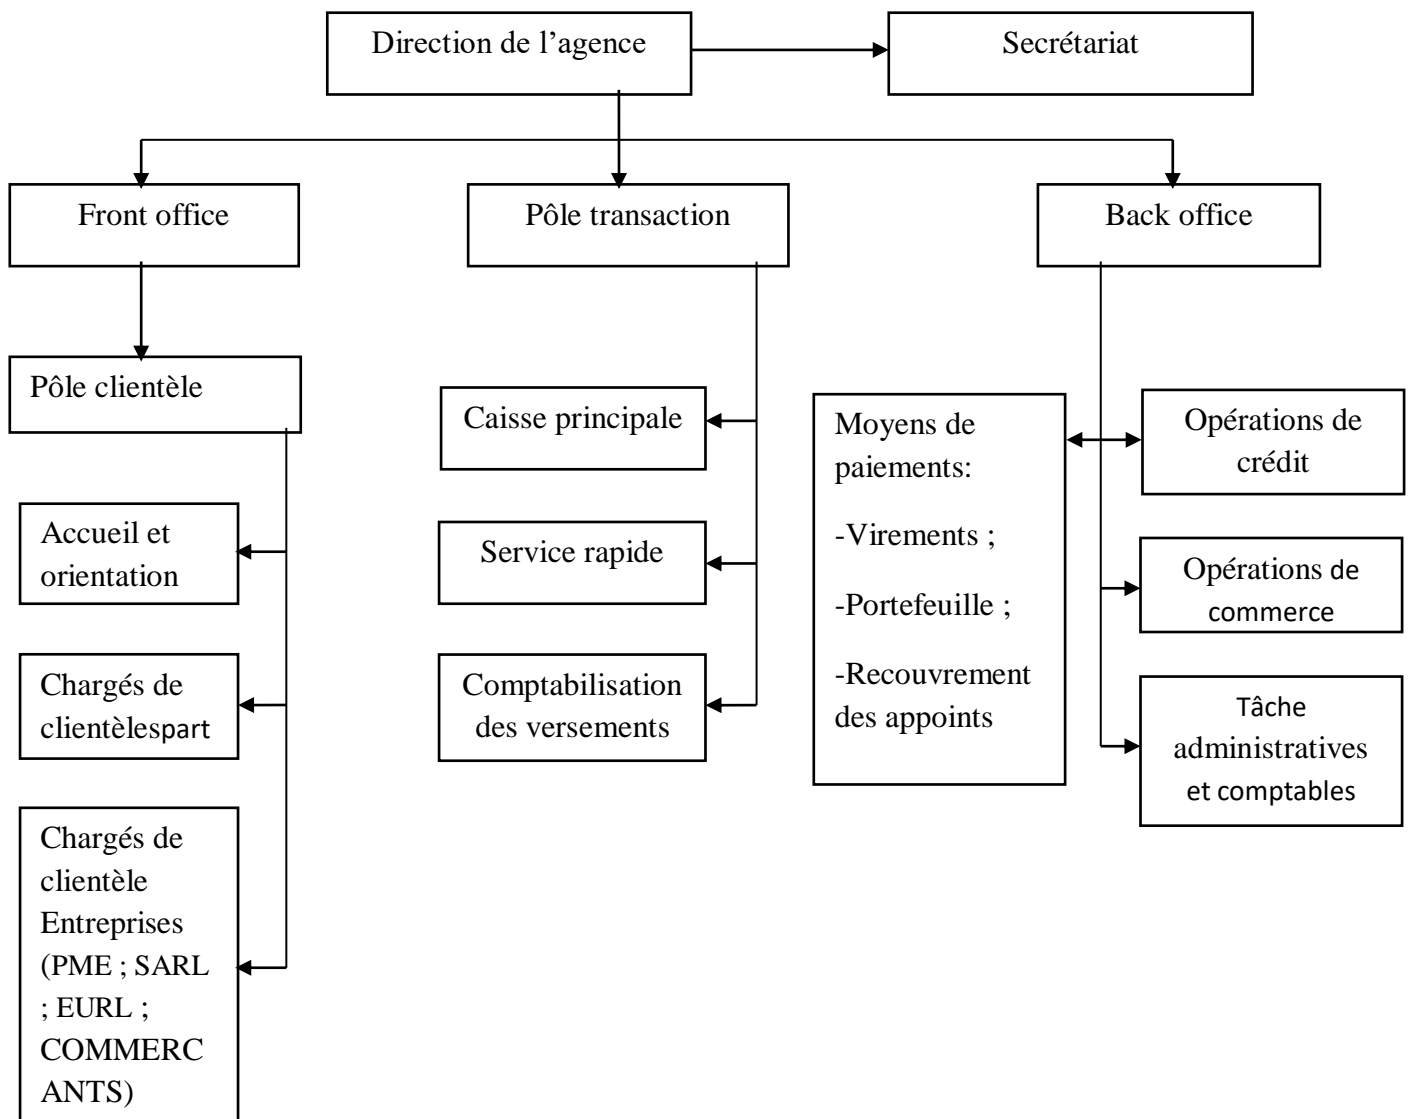 Direction de l’agence
Secrétariat
Front office
Pôle transaction
Back office
Pôle clientèle
Accueil et
orientation
Chargés de
clientèlespart
Chargés de
clientèle
Entreprises
(PME ; SARL
; EURL ;
COMMERC
ANTS)
Caisse principale
Service rapide
Comptabilisation
des versements
Moyens de
paiements:
-Virements ;
-Portefeuille ;
-Recouvrement
des appoints
Opérations de
crédit
Opérations de
commerce
Tâche
administratives
et comptables